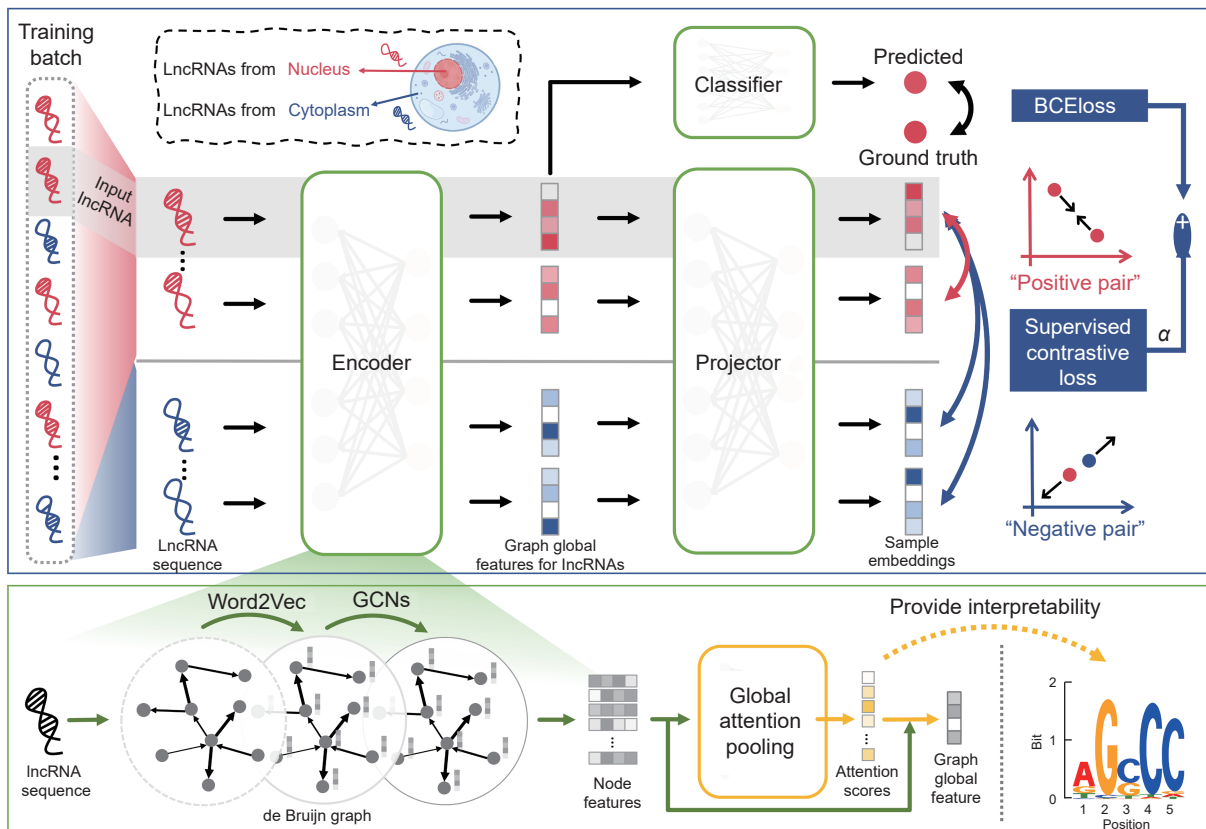 Training
batch
LncRNAs from Nucleus
LncRNAs from Cytoplasm
Classifier
Predicted
Ground truth
BCEloss
Input
lncRNA
Encoder
Projector
+
"Positive pair"
Supervised
contrastive
loss
α
"Negative pair"
LncRNA
sequence
Graph global
features for lncRNAs
Sample
embeddings
Word2Vec
GCNs
Provide interpretability
lncRNA
sequence
de Bruijn graph
Node
features
Global
attention
pooling
Attention
scores
Graph global
feature
2
1
0
Bit
AGCCC
G
1 2 3 4 5
Position